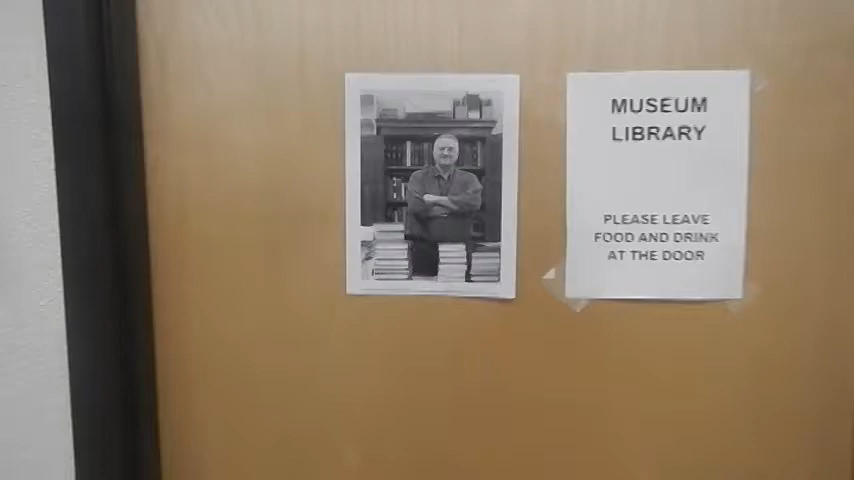 MUSEUM
LIBRARY
PLEASE LEAVE
FOOD AND DRINK
AT THE DOOR